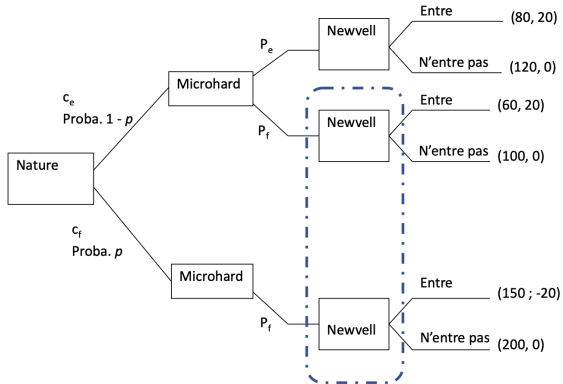 Entre
(80, 20)
Newvell
Pe
N'entre pas
(120, 0)
Microhard
ce
Entre
(60, 20)
Proba. 1 - p
Newvell
Pf
N'entre pas
(100, 0)
Nature
cf
Proba. p
Microhard
Entre
(150 ; -20)
Pf
Newvell
N'entre pas
(200, 0)